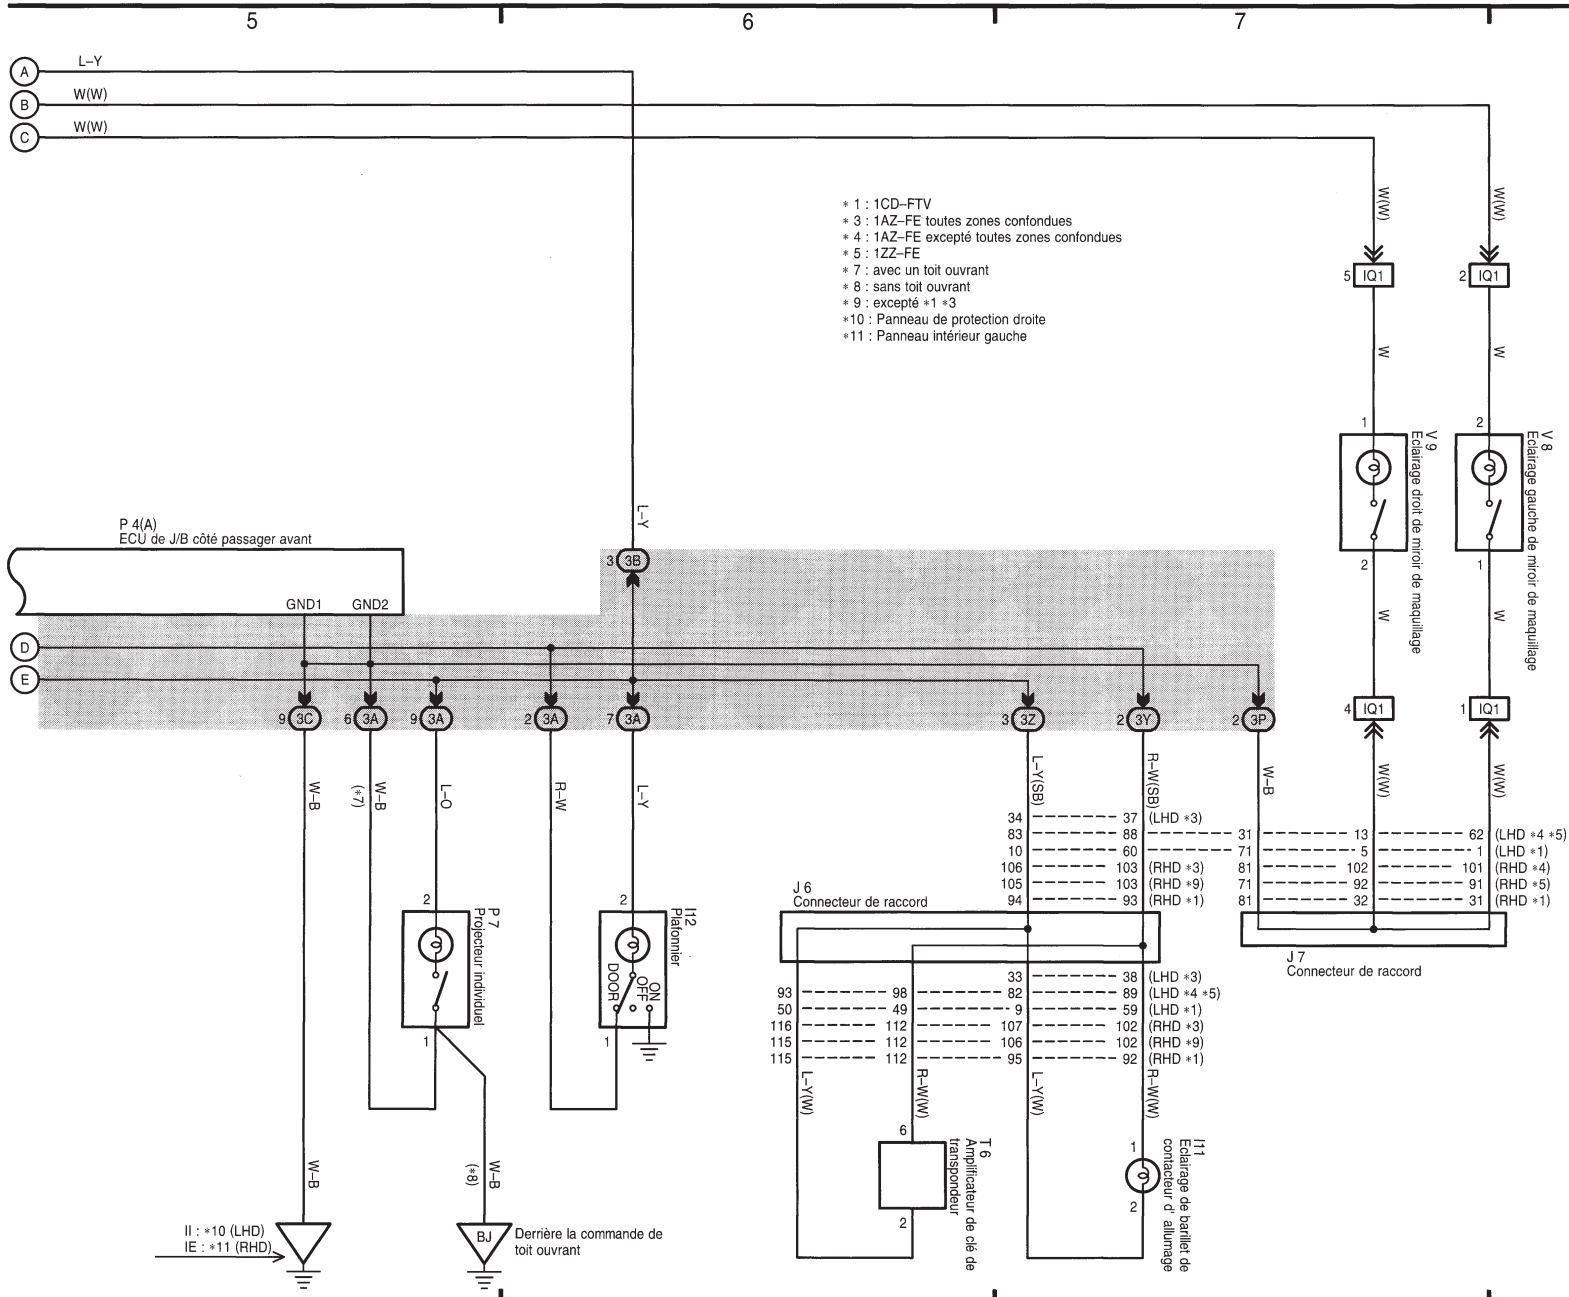 5 6 7
A L–Y
B W(W)
C W(W)
W(W) W(W)
∗ 1 : 1CD–FTV
∗ 3 : 1AZ–FE toutes zones confondues
∗ 4 : 1AZ–FE excepté toutes zones confondues
∗ 5 : 1ZZ–FE
∗ 7 : avec un toit ouvrant
∗ 8 : sans toit ouvrant
∗ 9 : excepté ∗1 ∗3
∗10 : Panneau de protection droite
∗11 : Panneau intérieur gauche
5 IQ1 2 IQ1
W W
1 2
V 9
Eclairage droit de miroir de maquillage
V 8
Eclairage gauche de miroir de maquillage
2 1
W W
4 IQ1 1 IQ1
W(W) W(W)
P 4(A)
ECU de J/B côté passager avant
GND1 GND2
L–Y
3 3B
D
E
9 3C 6 3A 9 3A 2 3A 7 3A 3 3Z 2 3Y 2 3P
W–B W–B (∗7) L–O R–W L–Y L–Y(SB) R–W(SB) W–B
34 37 (LHD ∗3)
83 88 31 13 62 (LHD ∗4 ∗5)
10 60 71 5 1 (LHD ∗1)
106 103 (RHD ∗3) 81 102 101 (RHD ∗4)
105 103 (RHD ∗9) 71 92 91 (RHD ∗5)
94 93 (RHD ∗1) 81 32 31 (RHD ∗1)
J 6
Connecteur de raccord
J 7
Connecteur de raccord
2
P 7
Projecteur individuel
1
2
I12
Plafonnier
DOOR OFF ON
1
33 38 (LHD ∗3)
93 98 82 89 (LHD ∗4 ∗5)
50 49 9 59 (LHD ∗1)
116 112 107 102 (RHD ∗3)
115 112 106 102 (RHD ∗9)
115 112 95 92 (RHD ∗1)
L–Y(W) R–W(W) L–Y(W) R–W(W)
6
T 6
Amplificateur de clé de
transpondeur
2
1
I11
Eclairage de barillet de
contacteur d' allumage
2
W–B W–B (∗8)
II : ∗10 (LHD)
IE : ∗11 (RHD)
BJ
Derrière la commande de
toit ouvrant